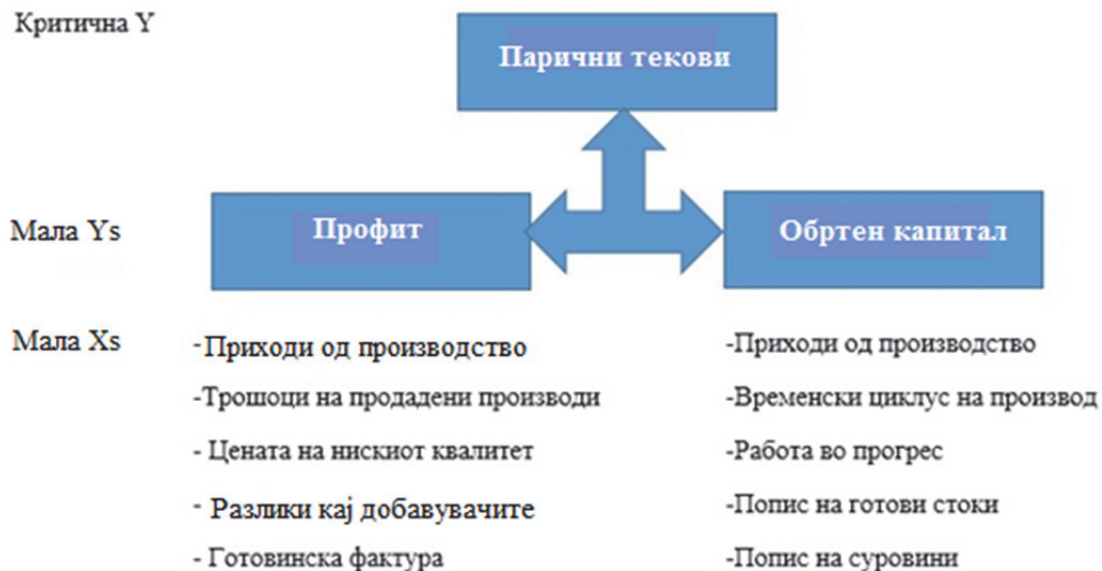 Критична Y
Парични текови
Мала Ys
Профит
Обртен капитал
Мала Xs
- Приходи од производство
-Трошоци на продадени производи
- Цената на нискиот квалитет
- Разлики кај добавувачите
- Готовинска фактура
-Приходи од производство
-Временски циклус на производ
-Работа во прогрес
-Попис на готови стоки
-Попис на суровини